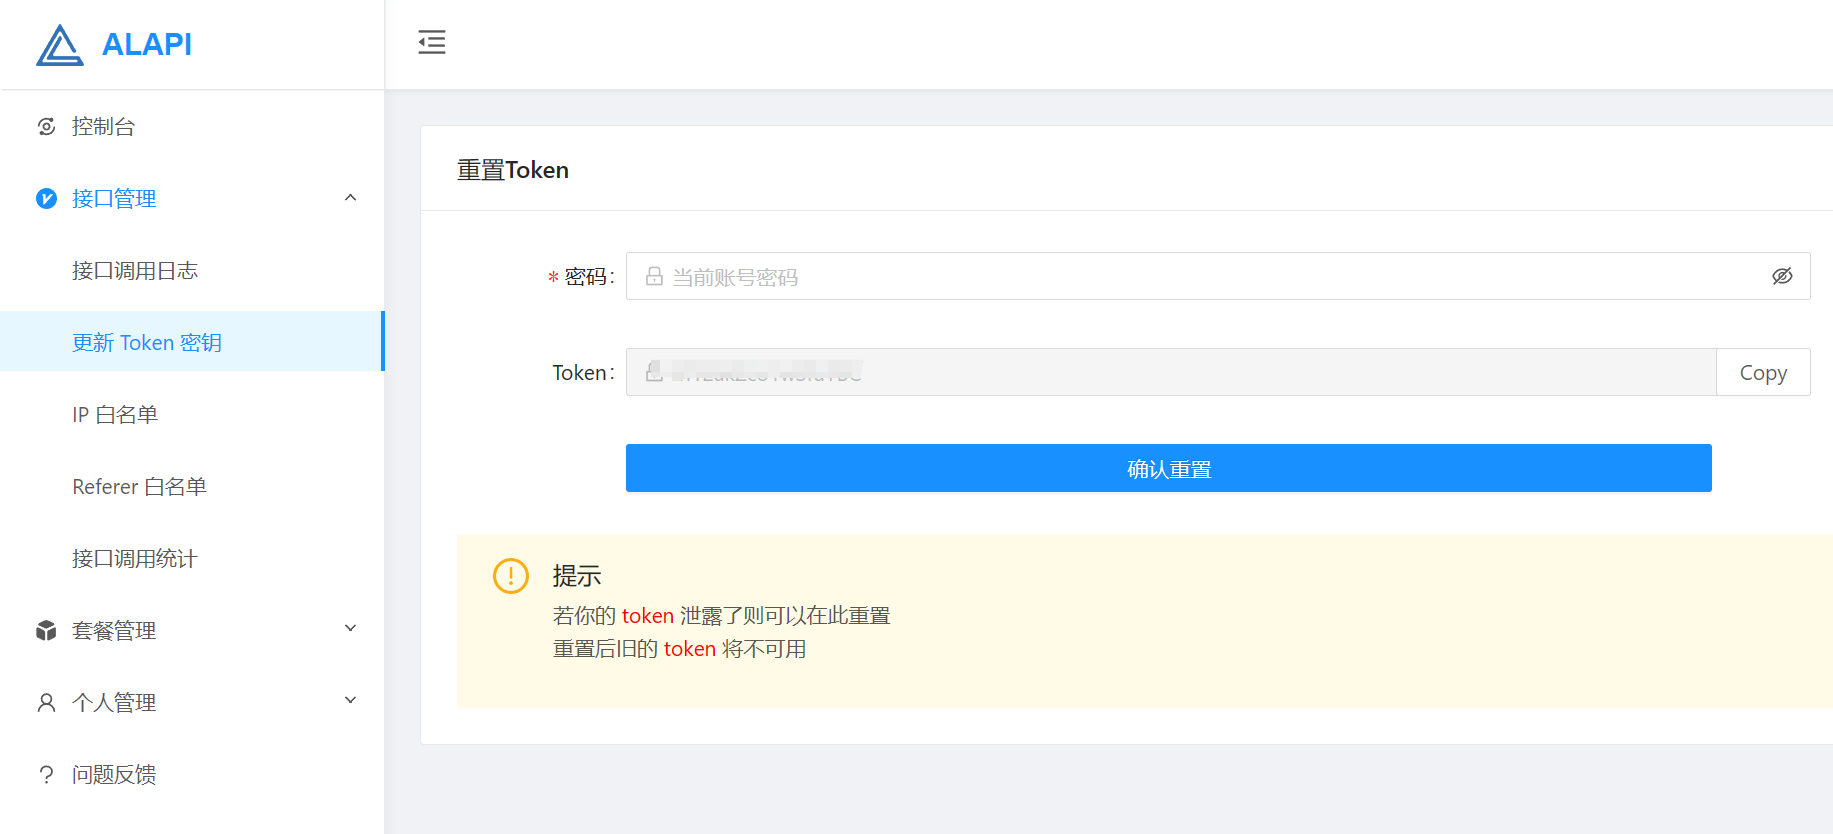 ALAPI
控制台
接口管理
接口调用日志
更新 Token 密钥
IP 白名单
Referer 白名单
接口调用统计
套餐管理
个人管理
问题反馈
重置Token
* 密码:
当前账号密码
Token:
Copy
确认重置
提示
若你的 token 泄露了则可以在此重置
重置后旧的 token 将不可用